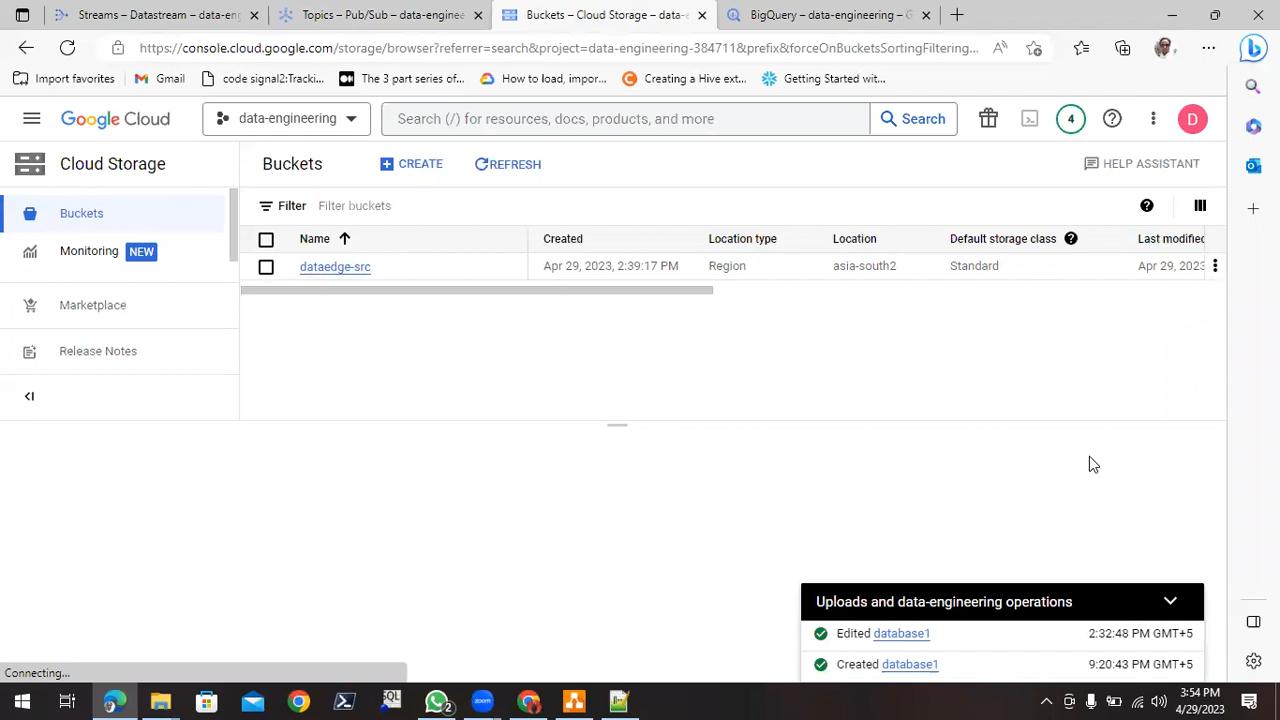 Streams – Datastream – data-en
Topics – Pub/Sub – data-enginee
Buckets – Cloud Storage – data-
BigQuery – data-engineering – G
https://console.cloud.google.com/storage/browser?referrer=search&project=data-engineering-384711&prefix&forceOnBucketsSortingFiltering...
Import favorites
Gmail
code signal2:Tracki...
The 3 part series of...
How to load, impor...
Creating a Hive ext...
Getting Started wit...
Google Cloud
data-engineering
Search (/) for resources, docs, products, and more
Search
4
D
Cloud Storage
Buckets
CREATE
REFRESH
HELP ASSISTANT
Buckets
Filter
Filter buckets
Monitoring
NEW
Name
Created
Location type
Location
Default storage class
Last modified
dataedge-src
Apr 29, 2023, 2:39:17 PM
Region
asia-south2
Standard
Apr 29, 2023
Marketplace
Release Notes
Uploads and data-engineering operations
Edited database1
2:32:48 PM GMT+5
Created database1
9:20:43 PM GMT+5
Connecting...
2
3:54 PM
4/29/2023